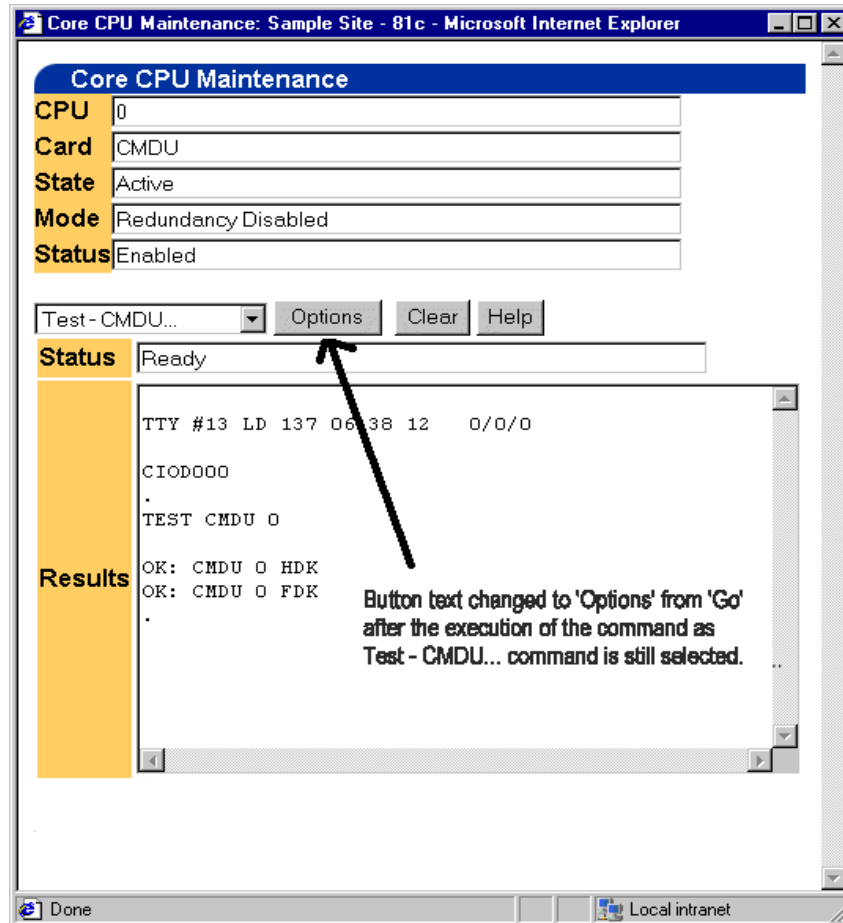 Core CPU Maintenance: Sample Site - 81c - Microsoft Internet Explorer
Core CPU Maintenance
CPU 0
Card CMDU
State Active
Mode Redundancy Disabled
Status Enabled
Test - CMDU... Options Clear Help
Status Ready
Results
TTY #13 LD 137 06:38 12 0/0/0
CIOD000
.
TEST CMDU 0
OK: CMDU 0 HDK
OK: CMDU 0 FDK
.
Button text changed to 'Options' from 'Go'
after the execution of the command as
Test - CMDU... command is still selected.
Done Local intranet